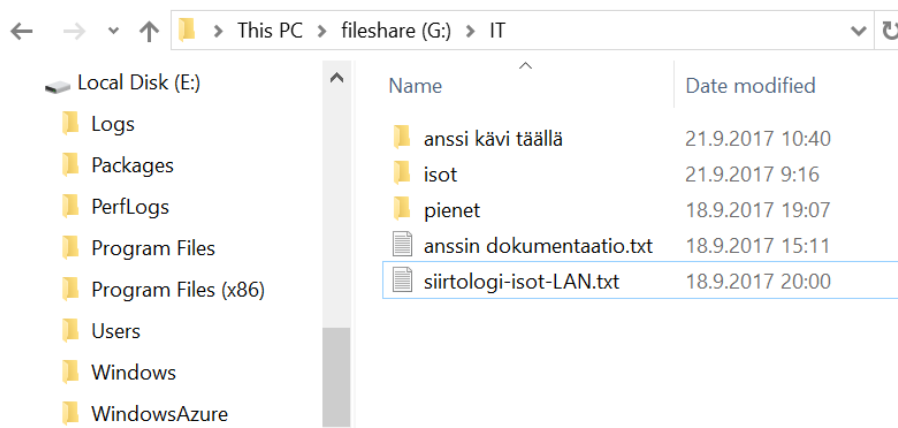 This PC > fileshare (G:) > IT
Local Disk (E:)
Logs
Packages
PerfLogs
Program Files
Program Files (x86)
Users
Windows
WindowsAzure
Name Date modified
anssi kävi täällä 21.9.2017 10:40
isot 21.9.2017 9:16
pienet 18.9.2017 19:07
anssin dokumentaatio.txt 18.9.2017 15:11
siirtologi-isot-LAN.txt 18.9.2017 20:00